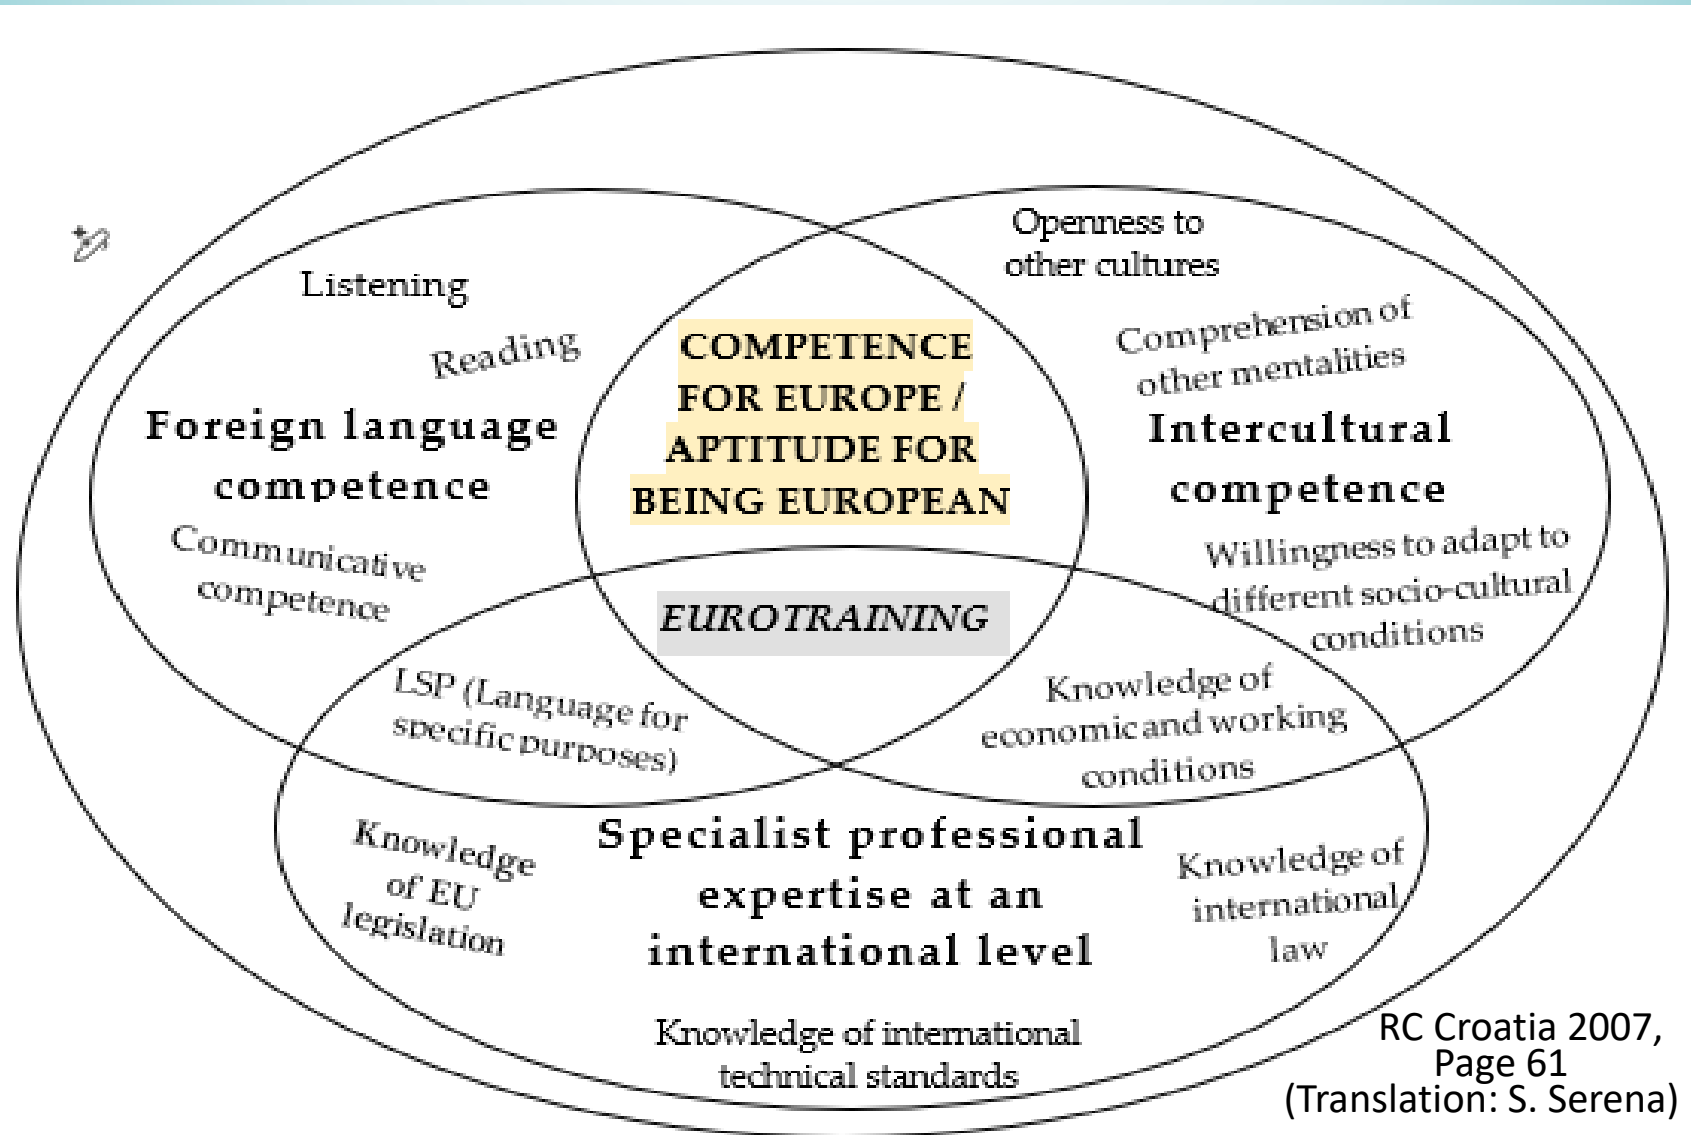 Listening
Reading
Foreign language
competence
Communicative
competence
COMPETENCE
FOR EUROPE /
APTITUDE FOR
BEING EUROPEAN
Openness to
other cultures
Comprehension of
other mentalities
Intercultural
competence
Willingness to adapt to
different socio-cultural
conditions
EUROTRAINING
LSP (Language for
specific purposes)
Knowledge of
economic and working
conditions
Knowledge
of EU
legislation
Specialist professional
expertise at an
international level
Knowledge of
international
law
Knowledge of international
technical standards
RC Croatia 2007,
Page 61
(Translation: S. Serena)